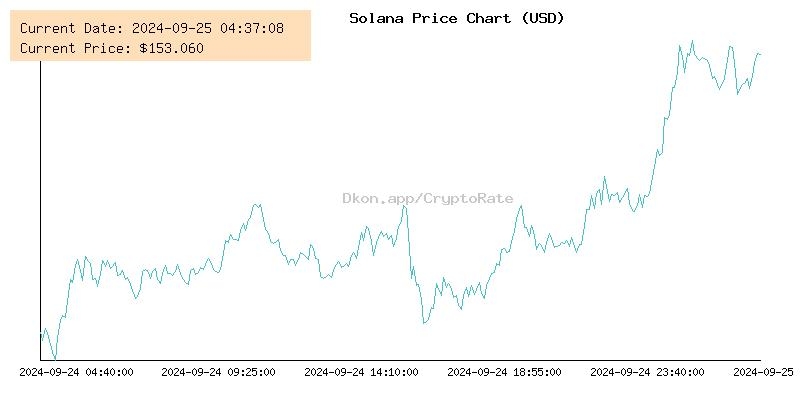 Solana Price Chart (USD)
Current Date: 2024-09-25 04:37:08
Current Price: $153.060
Dkon.app/CryptoRate
2024-09-24 04:40:00 2024-09-24 09:25:00 2024-09-24 14:10:00 2024-09-24 18:55:00 2024-09-24 23:40:00 2024-09-25